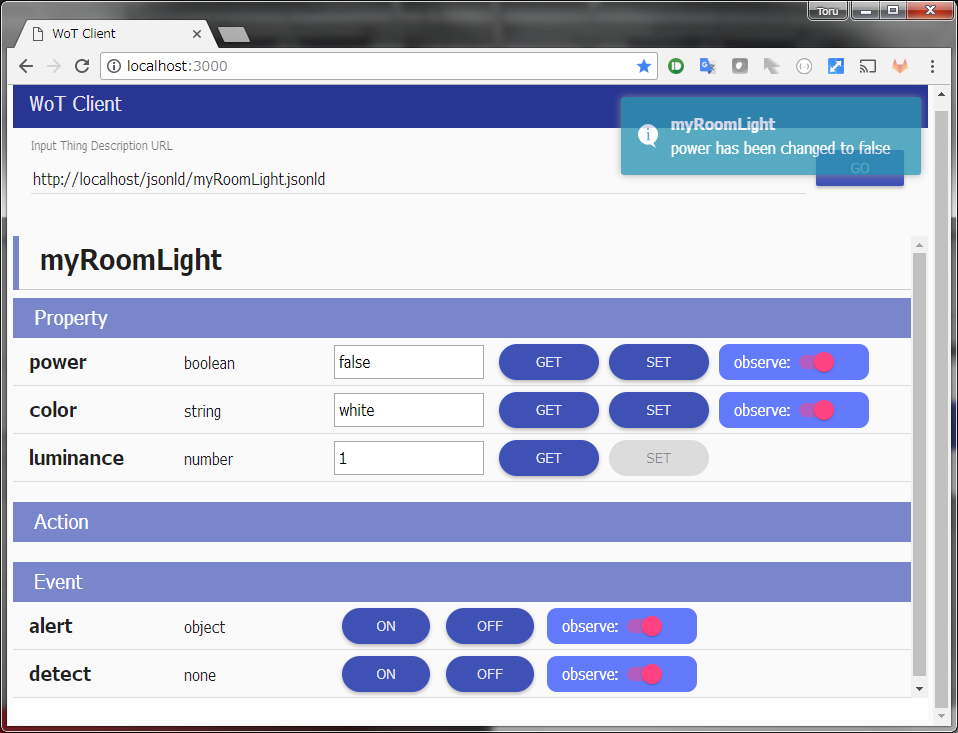 Toru
WoT Client
localhost:3000
WoT Client
myRoomLight
power has been changed to false
Input Thing Description URL
http://localhost/jsonld/myRoomLight.jsonld
GO
myRoomLight
Property
power boolean false GET SET observe:
color string white GET SET observe:
luminance number 1 GET SET
Action
Event
alert object ON OFF observe:
detect none ON OFF observe: